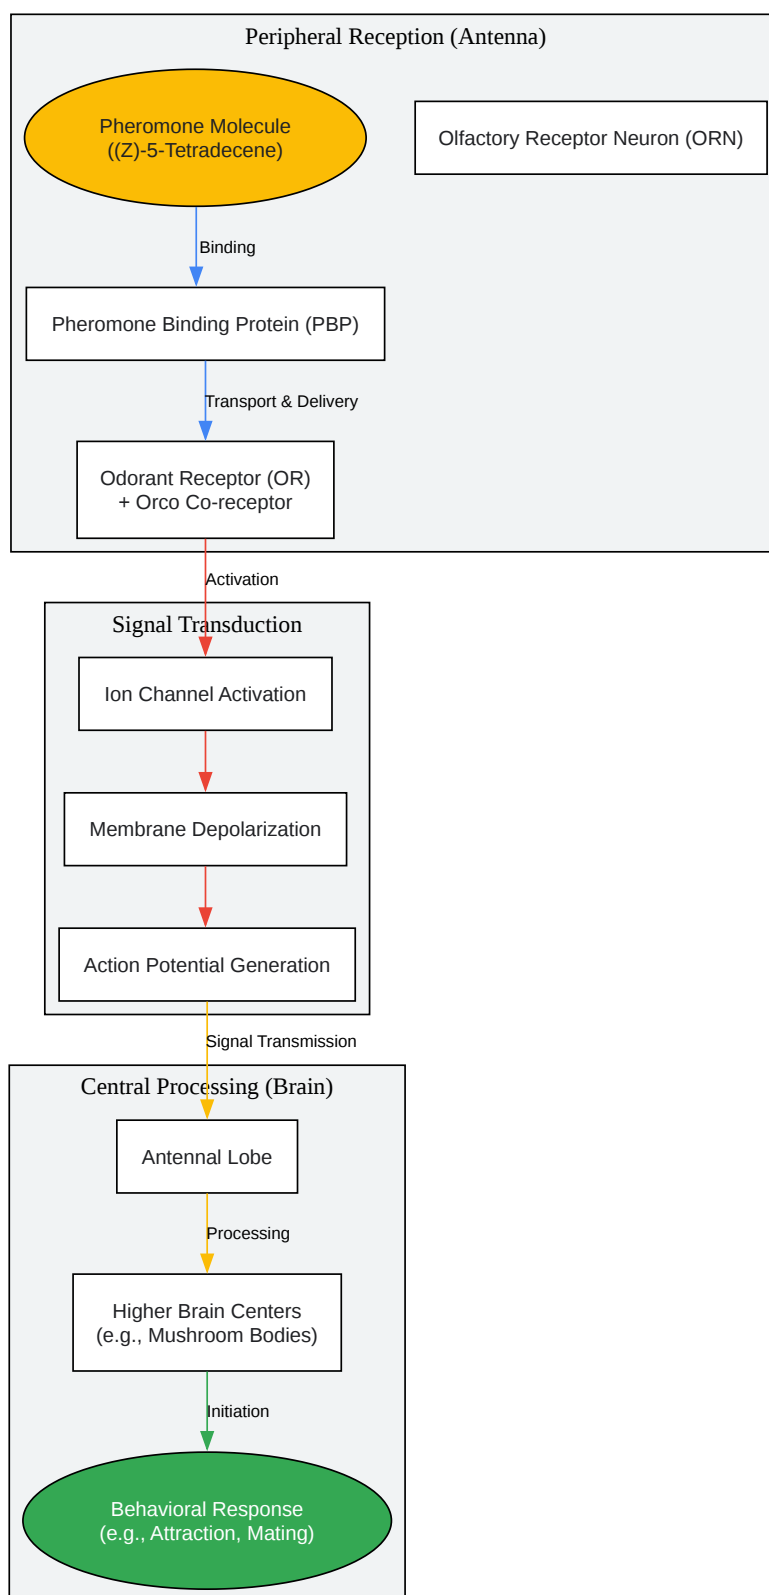 Peripheral Reception (Antenna)
Pheromone Molecule
((Z)-5-Tetradecene)
Olfactory Receptor Neuron (ORN)
Binding
Pheromone Binding Protein (PBP)
Transport & Delivery
Odorant Receptor (OR)
+ Orco Co-receptor
Activation
Signal Transduction
Ion Channel Activation
Membrane Depolarization
Action Potential Generation
Signal Transmission
Central Processing (Brain)
Antennal Lobe
Processing
Higher Brain Centers
(e.g., Mushroom Bodies)
Initiation
Behavioral Response
(e.g., Attraction, Mating)